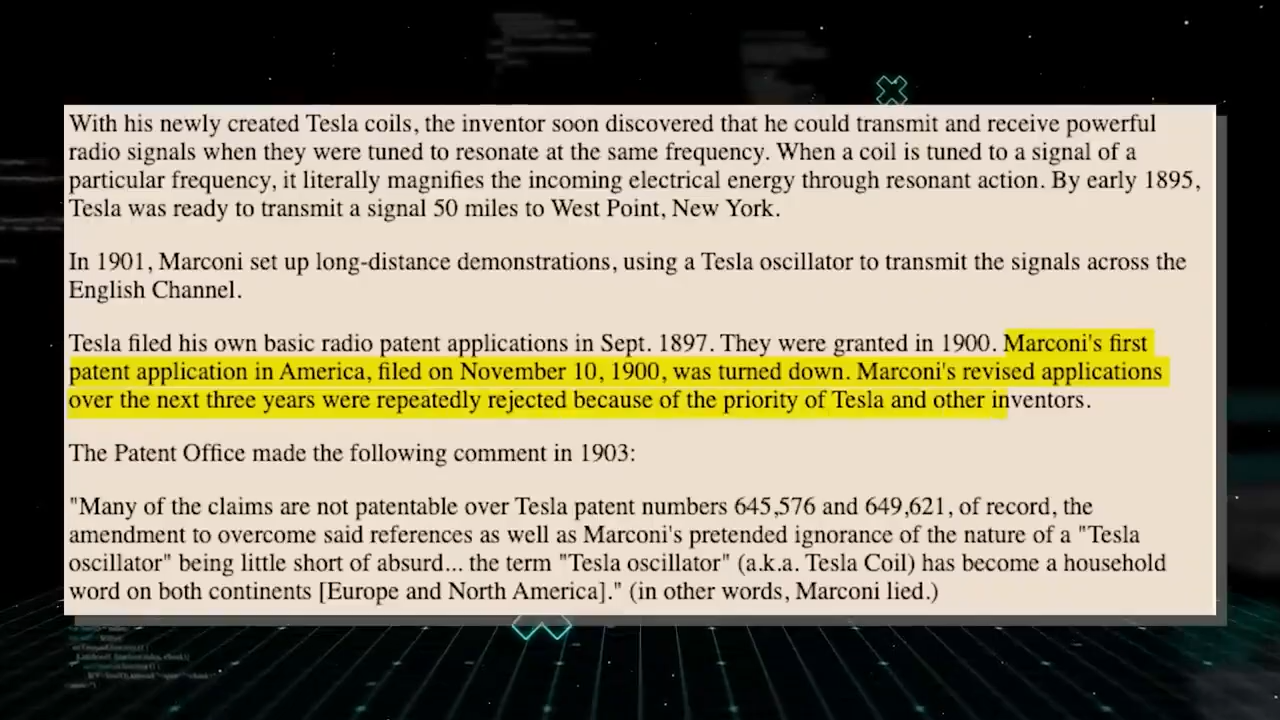 With his newly created Tesla coils, the inventor soon discovered that he could transmit and receive powerful
radio signals when they were tuned to resonate at the same frequency. When a coil is tuned to a signal of a
particular frequency, it literally magnifies the incoming electrical energy through resonant action. By early 1895,
Tesla was ready to transmit a signal 50 miles to West Point, New York.
In 1901, Marconi set up long-distance demonstrations, using a Tesla oscillator to transmit the signals across the
English Channel.
Tesla filed his own basic radio patent applications in Sept. 1897. They were granted in 1900. Marconi's first
patent application in America, filed on November 10, 1900, was turned down. Marconi's revised applications
over the next three years were repeatedly rejected because of the priority of Tesla and other inventors.
The Patent Office made the following comment in 1903:
"Many of the claims are not patentable over Tesla patent numbers 645,576 and 649,621, of record, the
amendment to overcome said references as well as Marconi's pretended ignorance of the nature of a "Tesla
oscillator" being little short of absurd... the term "Tesla oscillator" (a.k.a. Tesla Coil) has become a household
word on both continents [Europe and North America]." (in other words, Marconi lied.)